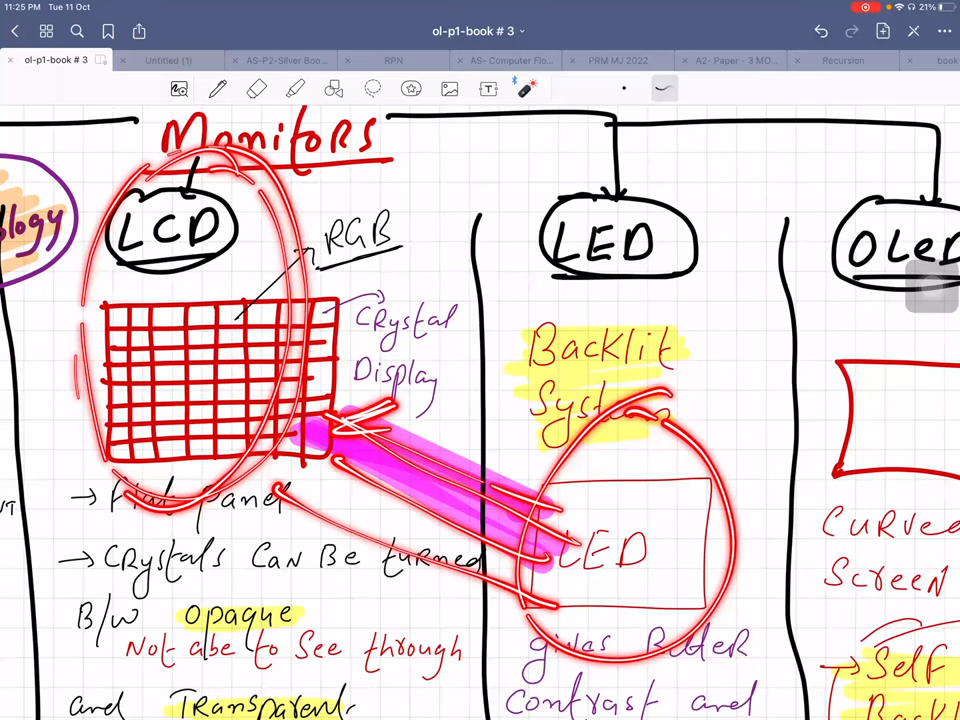 11:25 PM Tue 11 Oct
21%
ol-p1-book # 3
ol-p1-book # 3
Untitled (1)
AS-P2-Silver Boo...
RPN
AS- Computer Flo...
PRM MJ 2022
A2- Paper - 3 MO...
Recursion
book
Monitors
ology
LCD
RGB
Crystal
Display
→ Flat panel
→ Crystals can be turned
B/W opaque
Not abe to see through
and Transparent
LED
Backlit
System
LED
gives Better
contrast and
OLeD
Curved
Screen
→ Self
Back